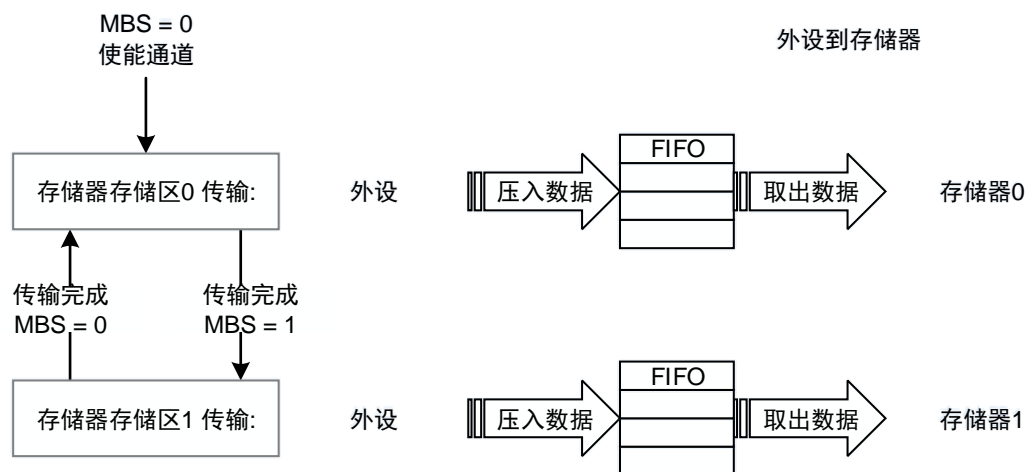 MBS = 0
使能通道
外设到存储器
存储器存储区0 传输:
外设
压入数据
FIFO
取出数据
存储器0
传输完成
MBS = 0
传输完成
MBS = 1
存储器存储区1 传输:
外设
压入数据
FIFO
取出数据
存储器1